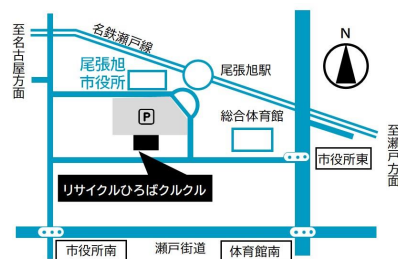 至名古屋方面
名鉄瀬戸線
尾張旭
市役所
尾張旭駅
N
P
総合体育館
至瀬戸方面
市役所東
リサイクルひろばクルクル
市役所南
瀬戸街道
体育館南